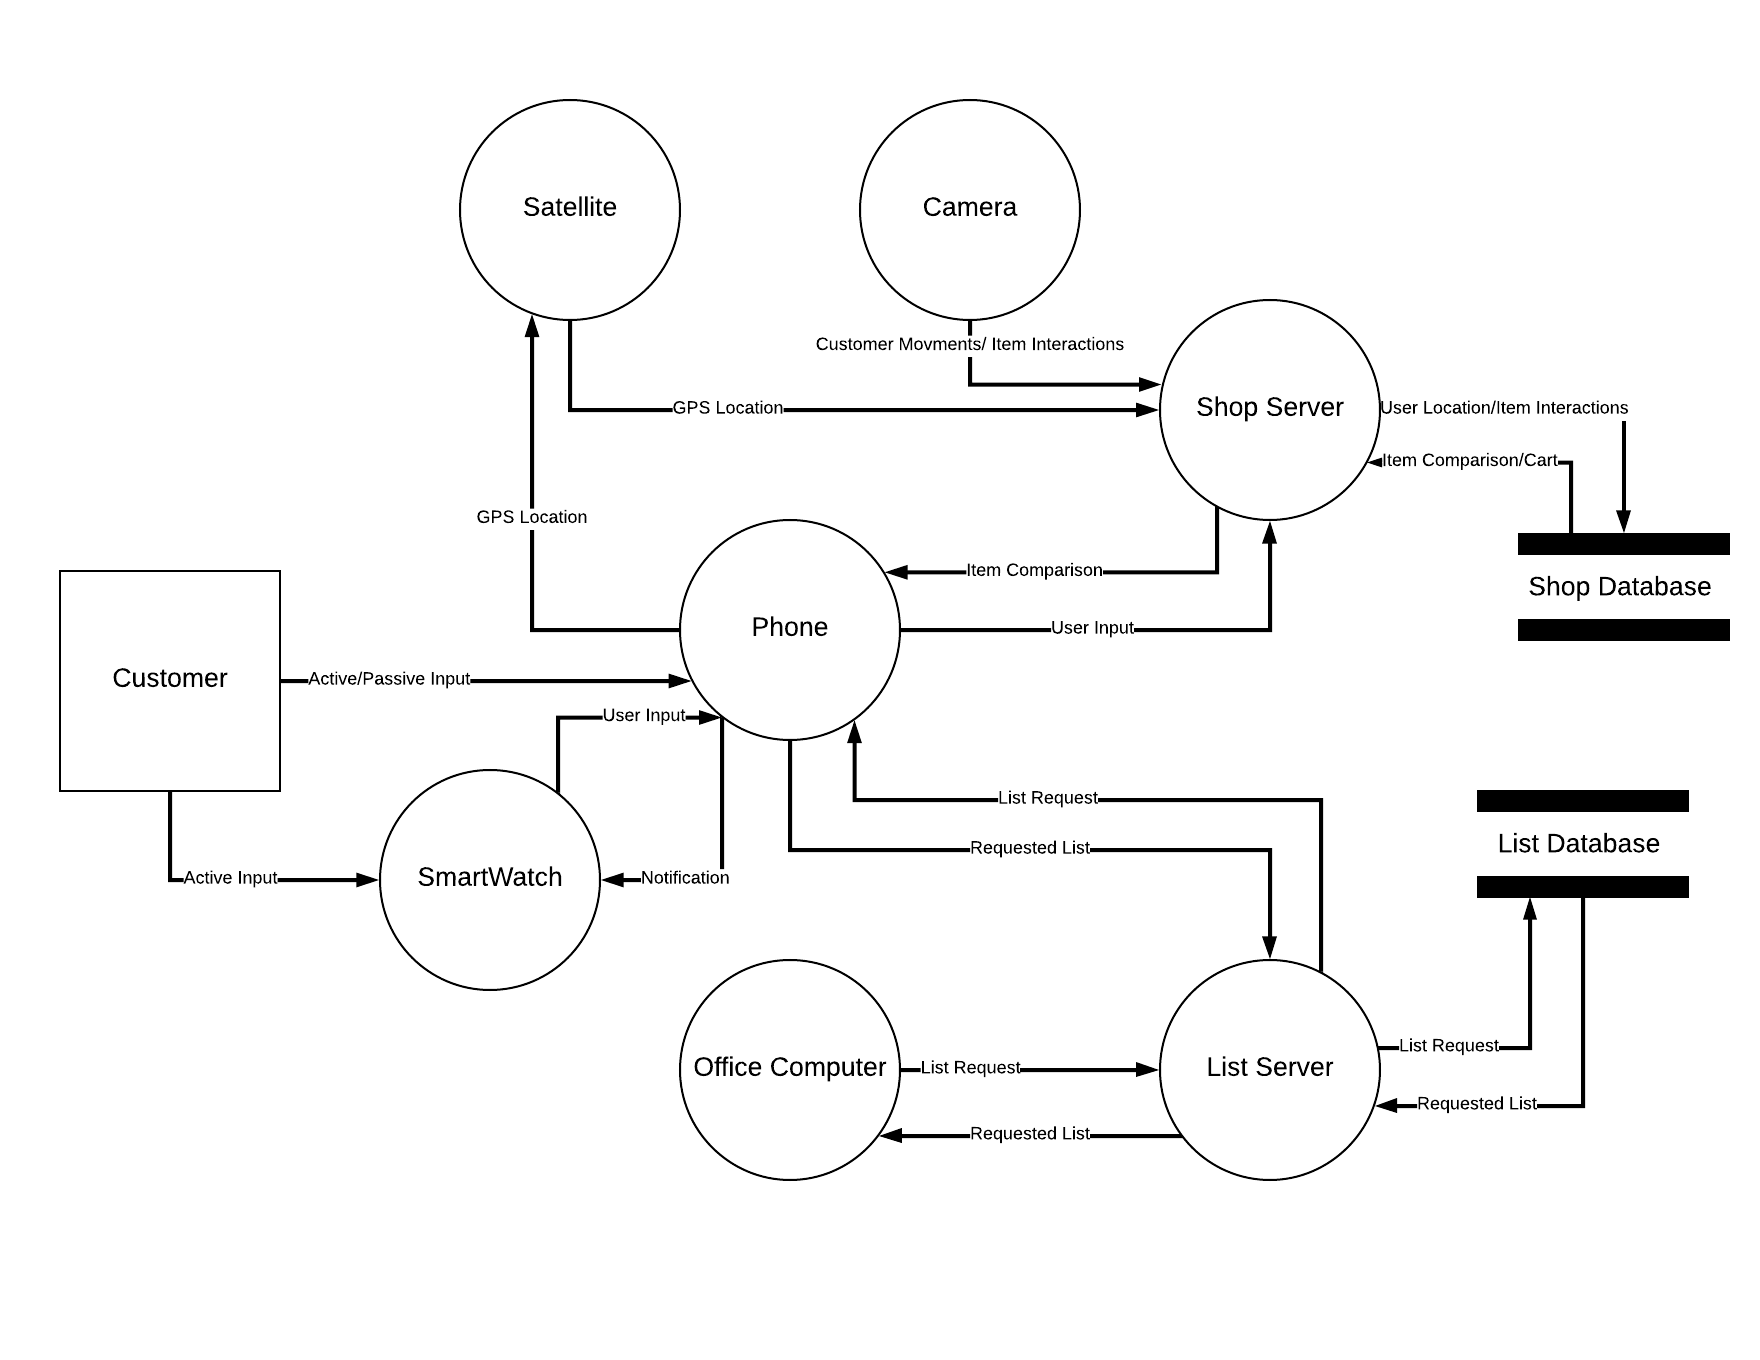 Satellite
Camera
Customer Movments/ Item Interactions
GPS Location
Shop Server
User Location/Item Interactions
Item Comparison/Cart
GPS Location
Item Comparison
Shop Database
Phone
User Input
Customer
Active/Passive Input
User Input
List Request
Requested List
List Database
SmartWatch
Active Input
Notification
Office Computer
List Request
List Server
List Request
Requested List
Requested List